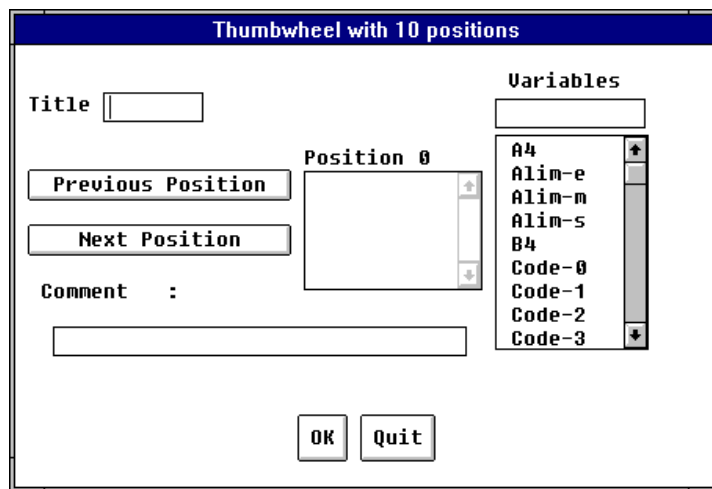 Thumbwheel with 10 positions
Variables
Title
Position 0
Previous Position
Next Position
Comment :
A4
Alim-e
Alim-m
Alim-s
B4
Code-0
Code-1
Code-2
Code-3
OK
Quit